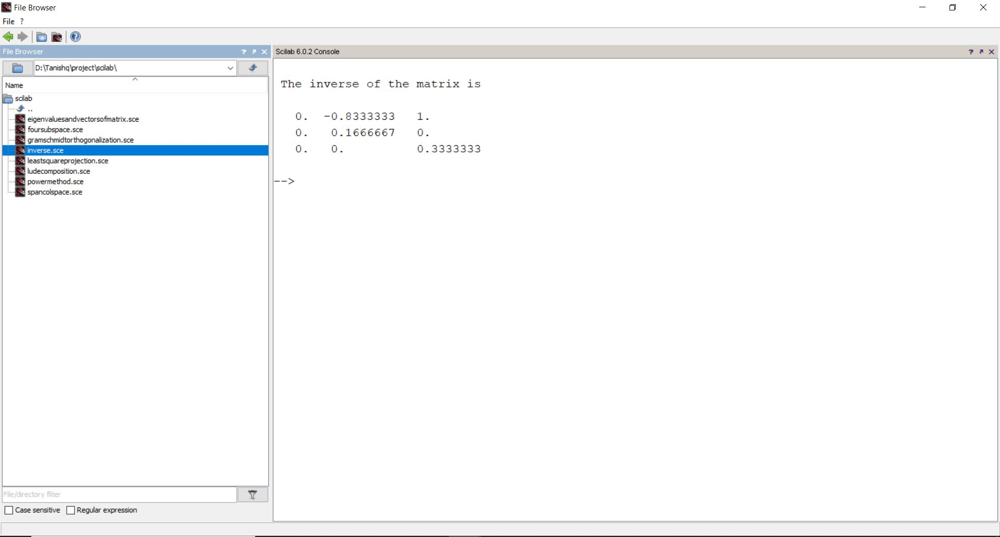 File Browser
File ?
File Browser
D:\Tanishq\project\scilab\
Name
scilab
..
eigenvaluesandvectorsofmatrix.sce
foursubspace.sce
gramschmidtorthogonalization.sce
inverse.sce
leastsquareprojection.sce
ludecomposition.sce
powermethod.sce
spancolspace.sce
File/directory filter
Case sensitive Regular expression
Scilab 6.0.2 Console
The inverse of the matrix is
0. -0.8333333 1.
0. 0.1666667 0.
0. 0. 0.3333333
-->